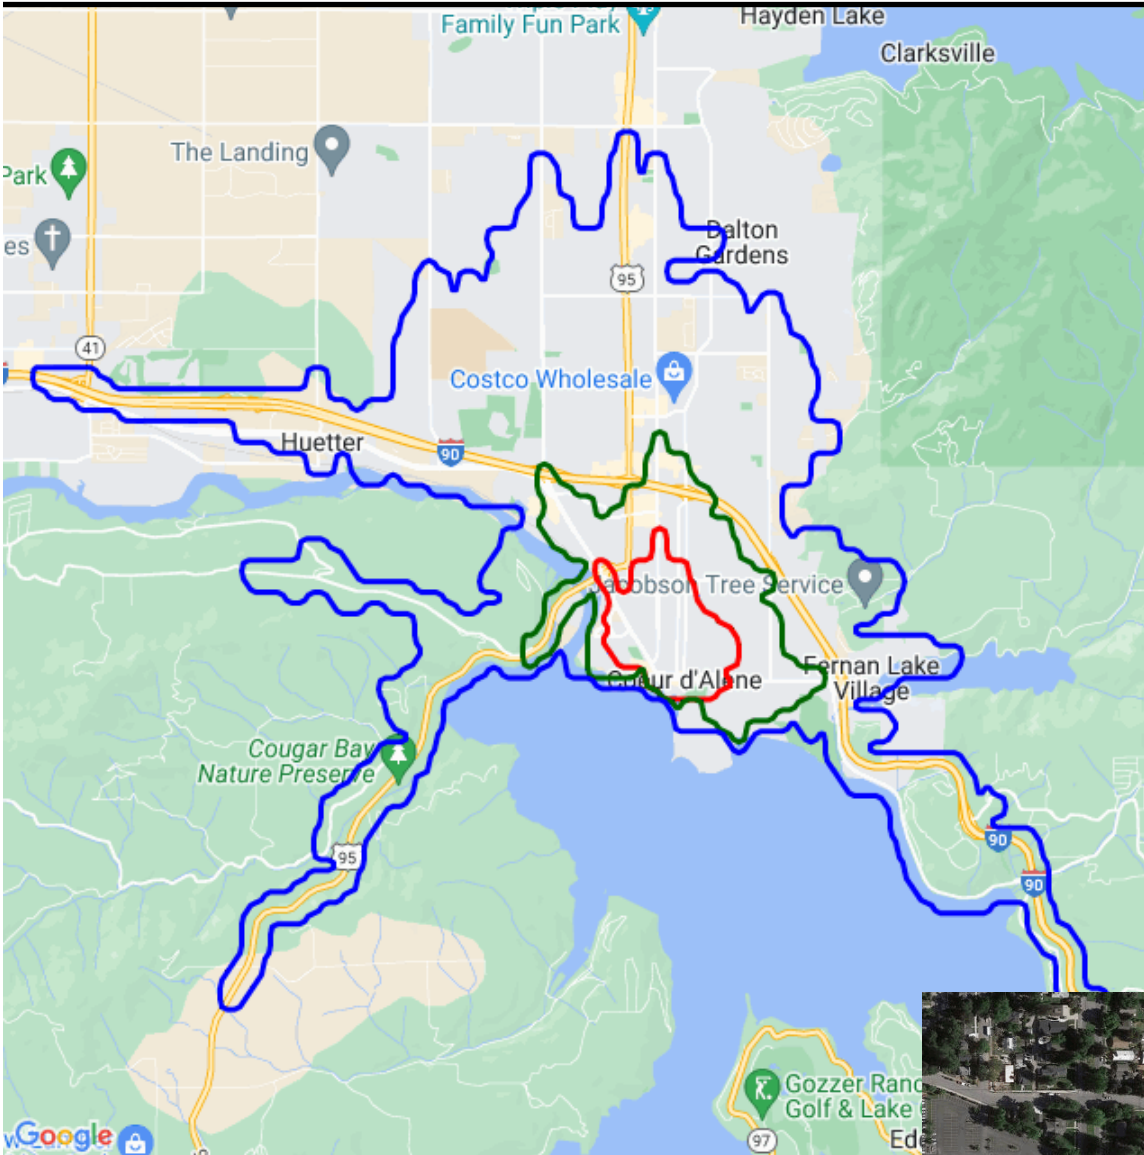 Family Fun Park
Hayden Lake
Clarksville
The Landing
Park
es
Dalton
Gardens
95
41
Costco Wholesale
Huetter
90
Jacobson Tree Service
Coeur d'Alene
Fernan Lake
Village
Cougar Bay
Nature Preserve
95
90
90
Gozzer Ranc
Golf & Lake
97
Ede
Google